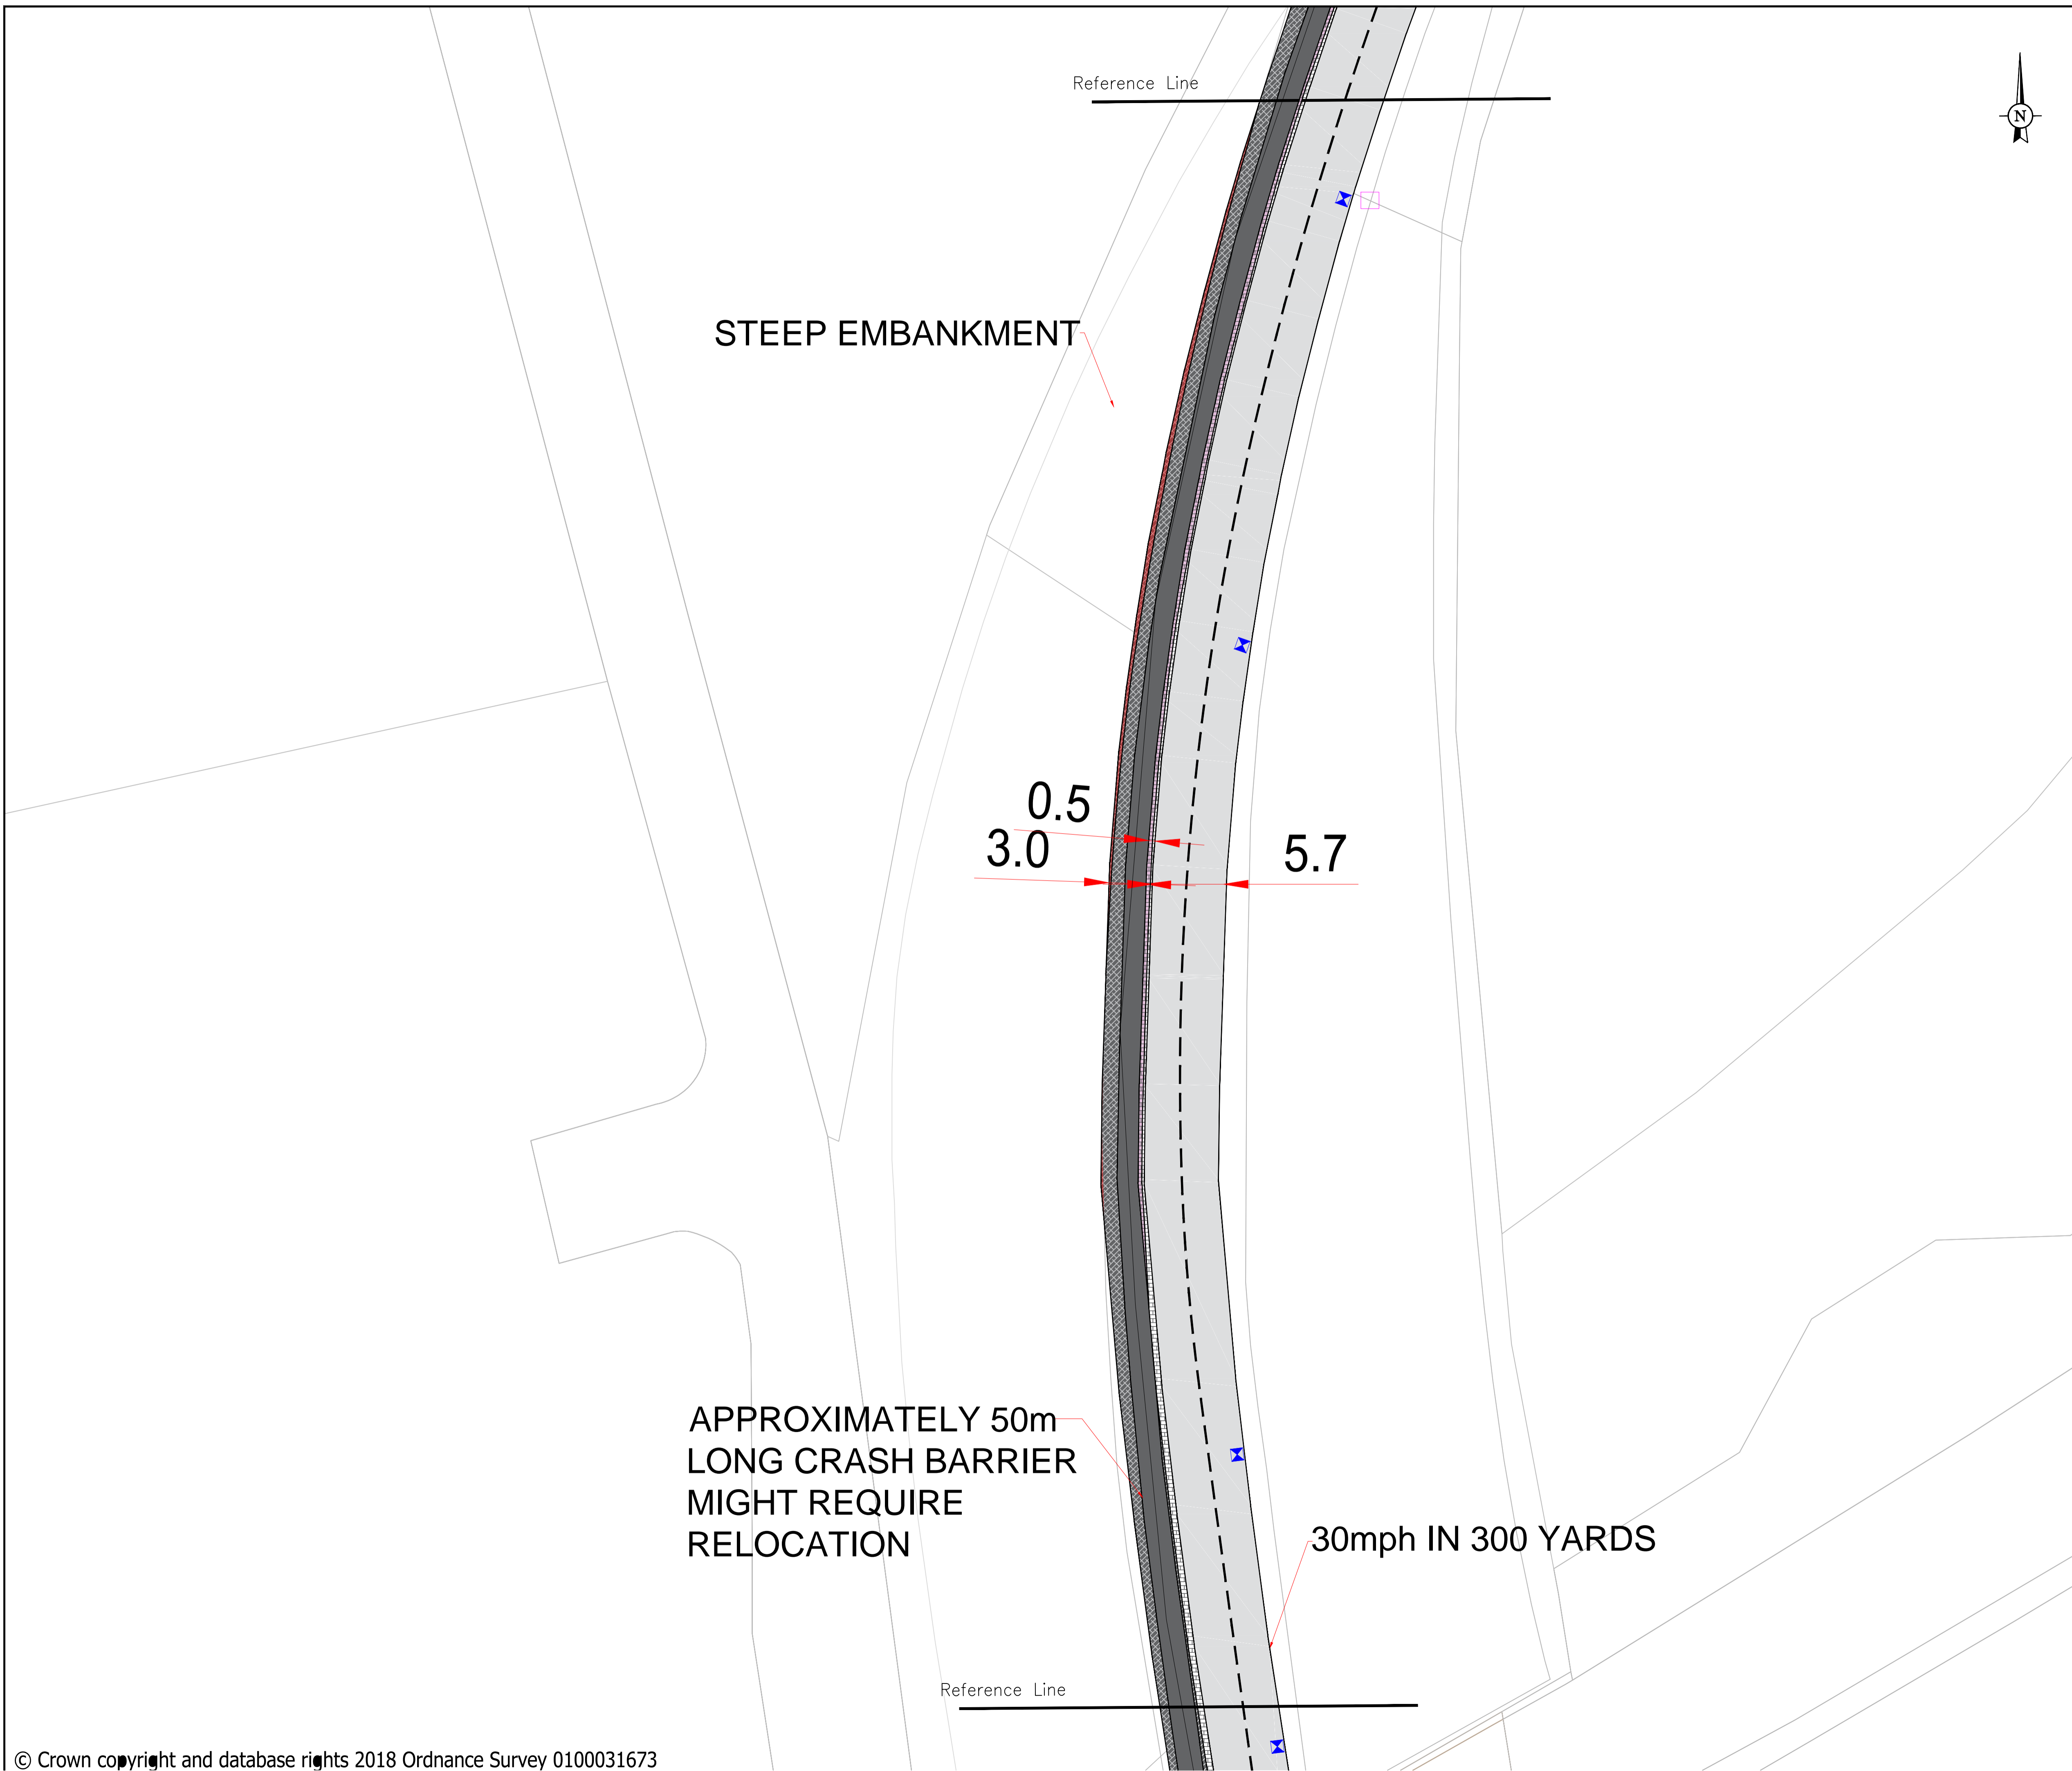 Reference Line
N
STEEP EMBANKMENT
0.5
3.0
5.7
APPROXIMATELY 50m
LONG CRASH BARRIER
MIGHT REQUIRE
RELOCATION
30mph IN 300 YARDS
Reference Line
© Crown copyright and database rights 2018 Ordnance Survey 0100031673